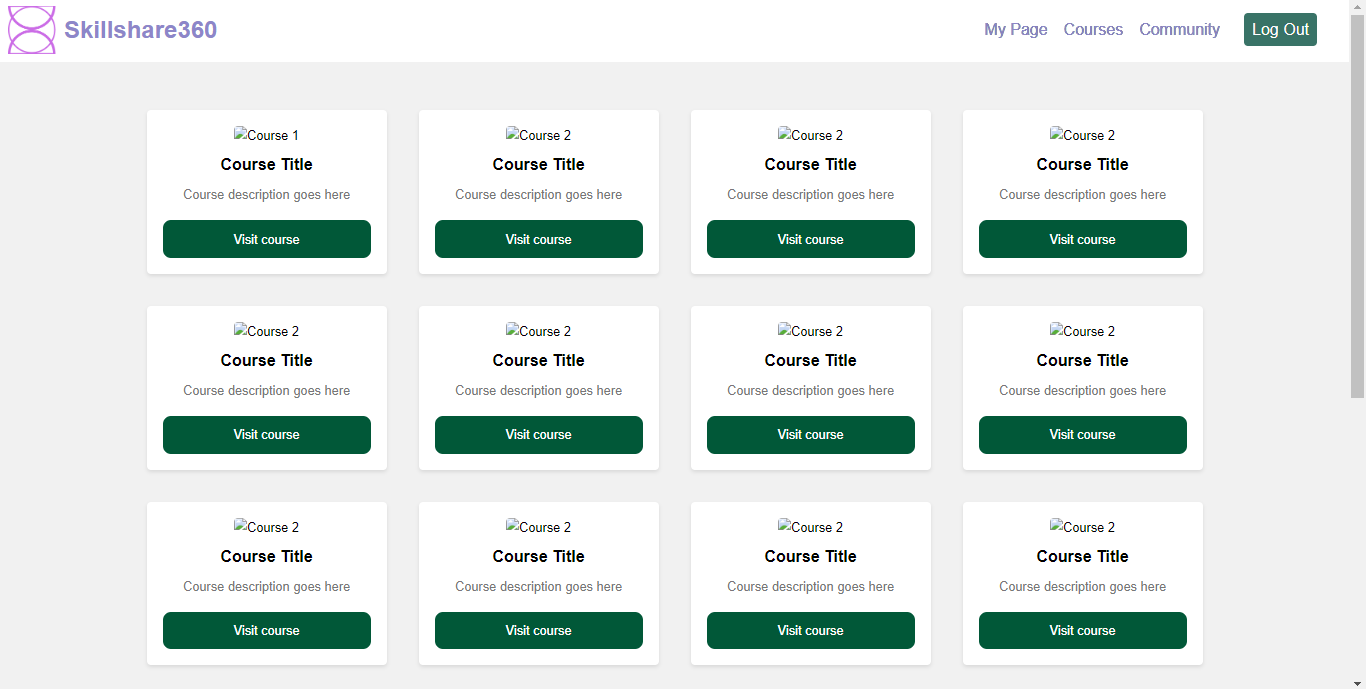 Skillshare360
My Page Courses Community Log Out
Course 1 Course 2 Course 2 Course 2
Course Title Course Title Course Title Course Title
Course description goes here Course description goes here Course description goes here Course description goes here
Visit course Visit course Visit course Visit course
Course 2 Course 2 Course 2 Course 2
Course Title Course Title Course Title Course Title
Course description goes here Course description goes here Course description goes here Course description goes here
Visit course Visit course Visit course Visit course
Course 2 Course 2 Course 2 Course 2
Course Title Course Title Course Title Course Title
Course description goes here Course description goes here Course description goes here Course description goes here
Visit course Visit course Visit course Visit course